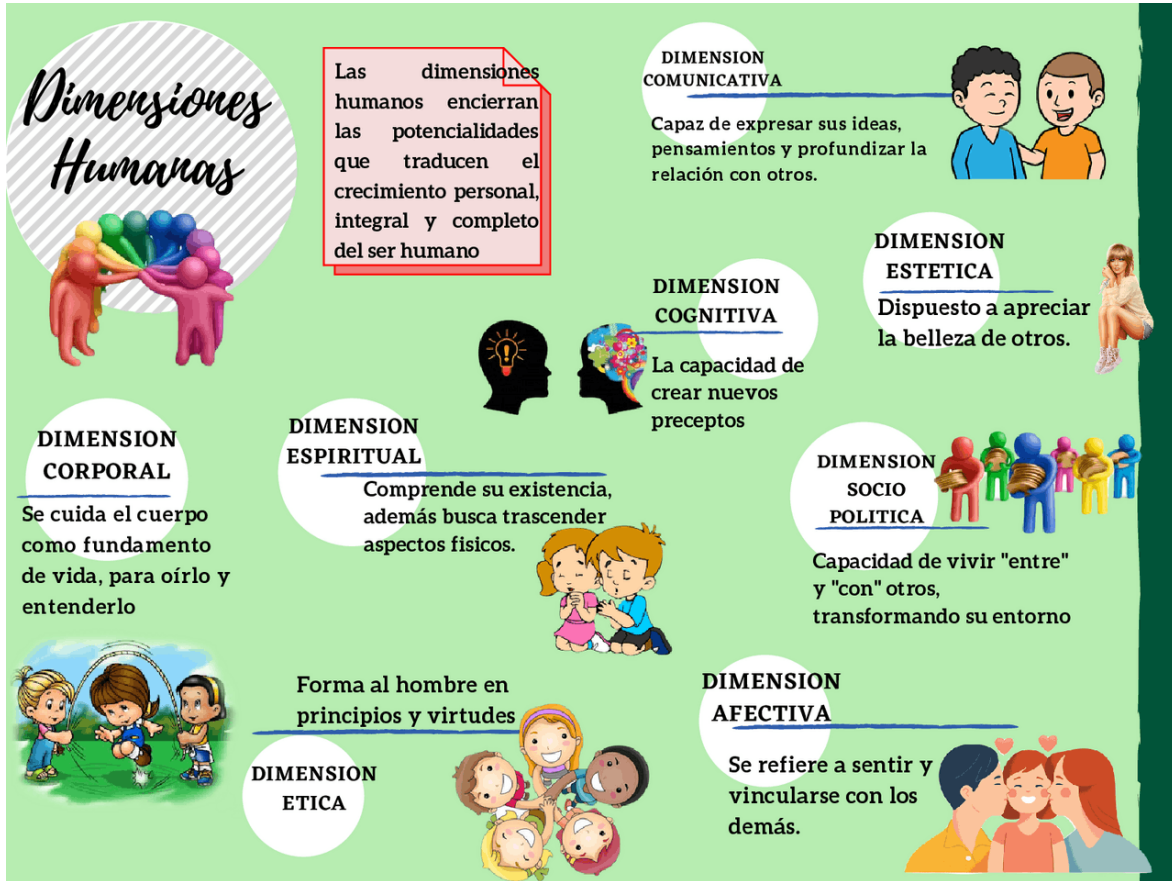 Dimensiones
Humanas
Las dimensiones
humanos encierran
las potencialidades
que traducen el
crecimiento personal,
integral y completo
del ser humano
DIMENSION
COMUNICATIVA
Capaz de expresar sus ideas,
pensamientos y profundizar la
relación con otros.
DIMENSION
ESTETICA
Dispuesto a apreciar
la belleza de otros.
DIMENSION
COGNITIVA
La capacidad de
crear nuevos
preceptos
DIMENSION
CORPORAL
Se cuida el cuerpo
como fundamento
de vida, para oírlo y
entenderlo
DIMENSION
ESPIRITUAL
Comprende su existencia,
además busca trascender
aspectos fisicos.
DIMENSION
SOCIO
POLITICA
Capacidad de vivir "entre"
y "con" otros,
transformando su entorno
Forma al hombre en
principios y virtudes
DIMENSION
ETICA
DIMENSION
AFECTIVA
Se refiere a sentir y
vincularse con los
demás.